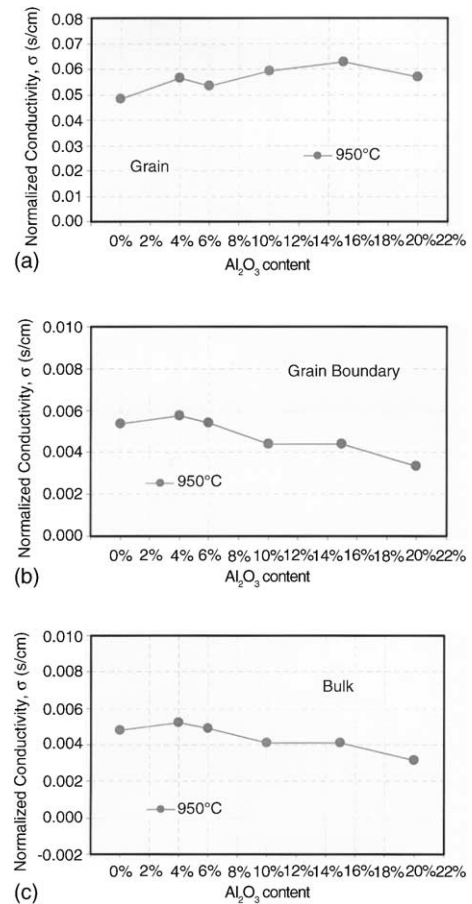 Normalized Conductivity, σ (s/cm)
0.08
0.07
0.06
0.05
0.04
0.03
0.02
0.01
0.00
Grain
950°C
0% 2% 4% 6% 8% 10% 12% 14% 16% 18% 20% 22%
Al₂O₃ content
(a)
Normalized Conductivity, σ (s/cm)
0.010
0.008
0.006
0.004
0.002
0.000
Grain Boundary
950°C
0% 2% 4% 6% 8% 10% 12% 14% 16% 18% 20% 22%
Al₂O₃ content
(b)
Normalized Conductivity, σ (s/cm)
0.010
0.008
0.006
0.004
0.002
0.000
-0.002
Bulk
950°C
0% 2% 4% 6% 8% 10% 12% 14% 16% 18% 20% 22%
Al₂O₃ content
(c)